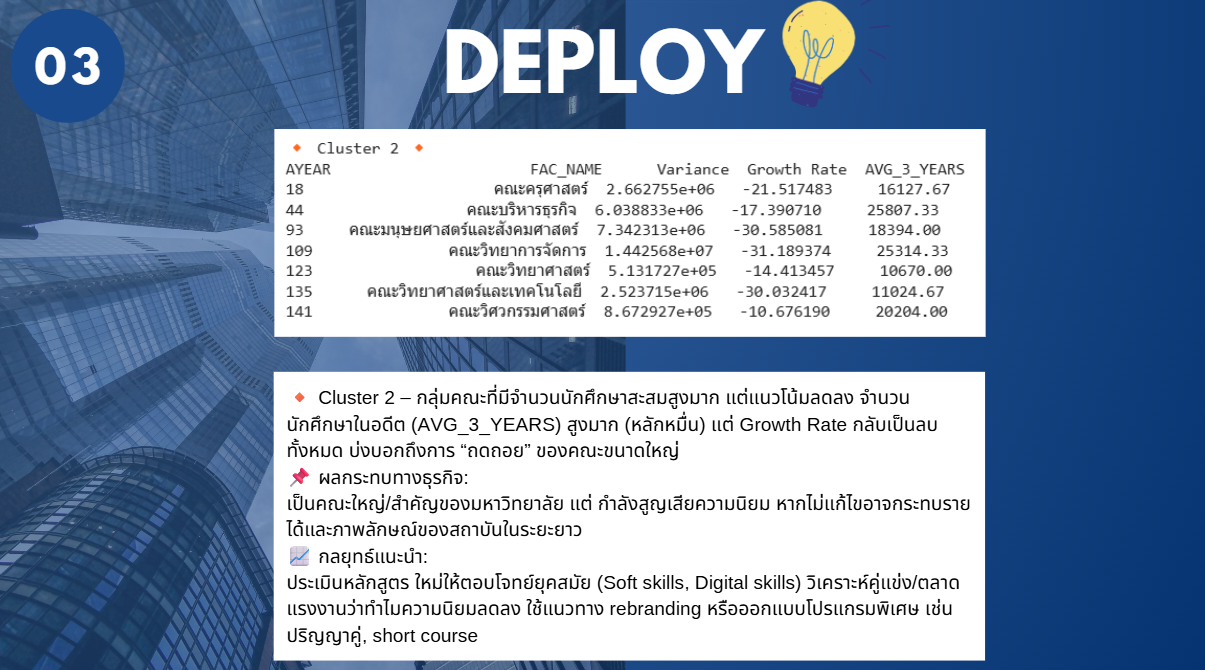 03
DEPLOY
🔸 Cluster 2 🔸
AYEAR FAC_NAME Variance Growth Rate AVG_3_YEARS
18 คณะครุศาสตร์ 2.662755e+06 -21.517483 16127.67
44 คณะบริหารธุรกิจ 6.038833e+06 -17.390710 25807.33
93 คณะมนุษยศาสตร์และสังคมศาสตร์ 7.342313e+06 -30.585081 18394.00
109 คณะวิทยาการจัดการ 1.442568e+07 -31.189374 25314.33
123 คณะวิทยาศาสตร์ 5.131727e+05 -14.413457 10670.00
135 คณะวิทยาศาสตร์และเทคโนโลยี 2.523715e+06 -30.032417 11024.67
141 คณะวิศวกรรมศาสตร์ 8.672927e+05 -10.676190 20204.00
🔸 Cluster 2 – กลุ่มคณะที่มีจำนวนนักศึกษาสะสมสูงมาก แต่แนวโน้มลดลง จำนวน
นักศึกษาในอดีต (AVG_3_YEARS) สูงมาก (หลักหมื่น) แต่ Growth Rate กลับเป็นลบ
ทั้งหมด บ่งบอกถึงการ “ถดถอย” ของคณะขนาดใหญ่
📌 ผลกระทบทางธุรกิจ:
เป็นคณะใหญ่/สำคัญของมหาวิทยาลัย แต่ กำลังสูญเสียความนิยม หากไม่แก้ไขอาจกระทบราย
ได้และภาพลักษณ์ของสถาบันในระยะยาว
📈 กลยุทธ์แนะนำ:
ประเมินหลักสูตร ใหม่ให้ตอบโจทย์ยุคสมัย (Soft skills, Digital skills) วิเคราะห์คู่แข่ง/ตลาด
แรงงานว่าทำไมความนิยมลดลง ใช้แนวทาง rebranding หรือออกแบบโปรแกรมพิเศษ เช่น
ปริญญาคู่, short course